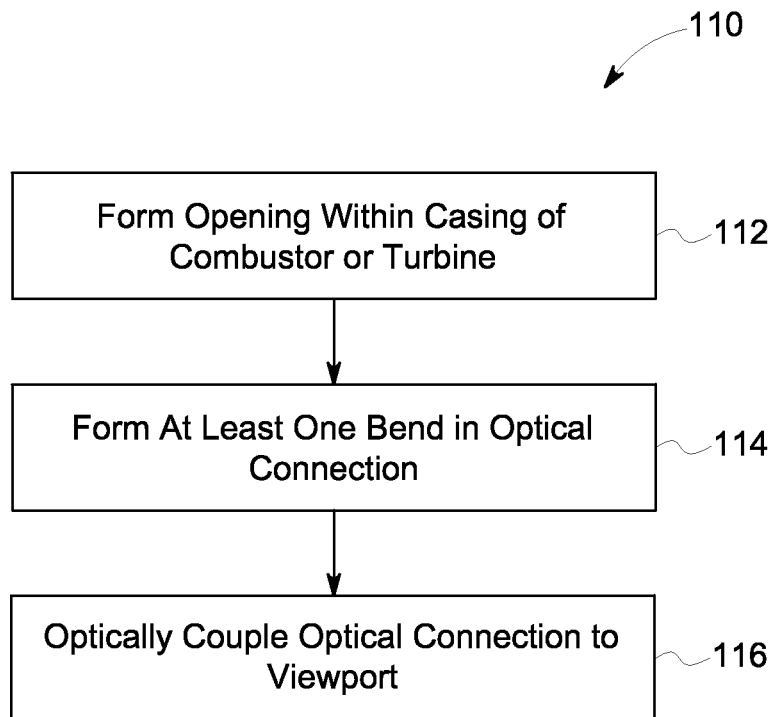 110
Form Opening Within Casing of
Combustor or Turbine
112
Form At Least One Bend in Optical
Connection
114
Optically Couple Optical Connection to
Viewport
116